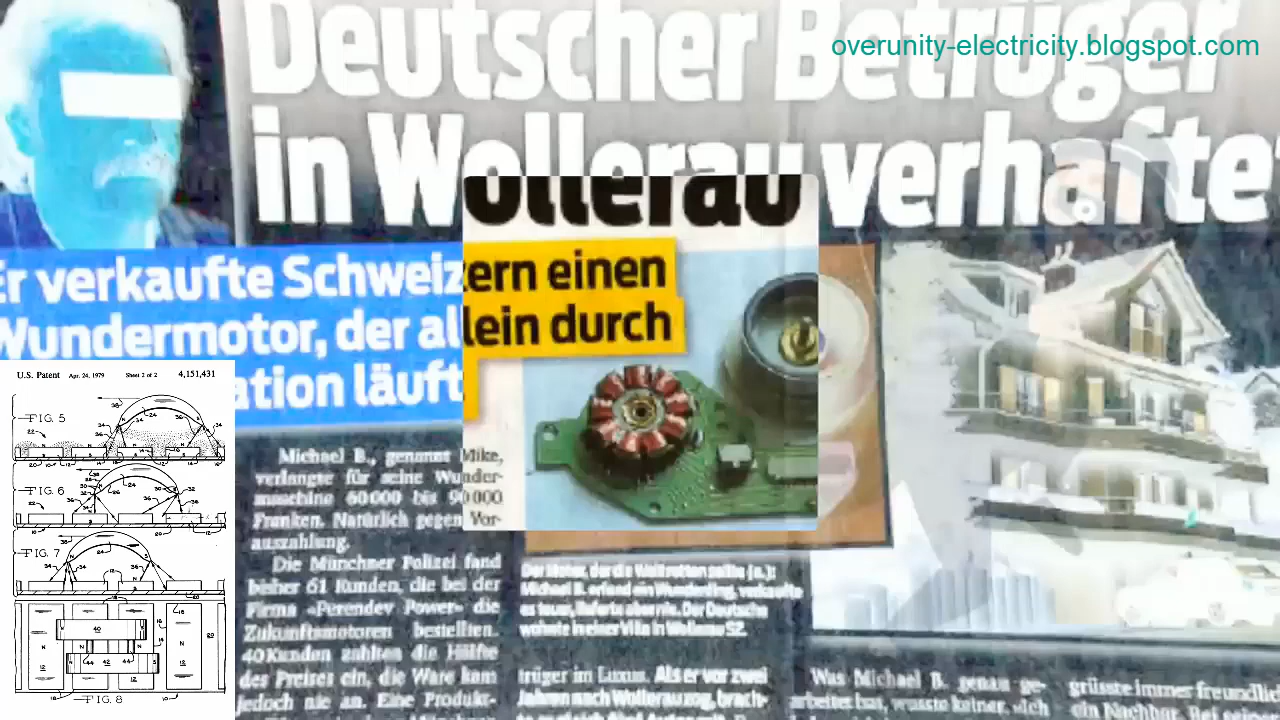 overunity-electricity.blogspot.com
Deutscher Betrüger
in Wollerau verhafte
Er verkaufte Schweizern einen
Wundermotor, der allein durch
ation läuft
U.S. Patent Apr. 24, 1979 Sheet 2 of 2 4,151,431
FIG. 5
FIG. 6
FIG. 7
FIG. 8
Michael B., genannt Mike,
verlangte für seine Wunder-
maschine 60 000 bis 90 000
Franken. Natürlich gegen Vor-
auszahlung.
Die Münchner Polizei fand
bisher 61 Kunden, die bei der
Firma «Perendev Power» die
Zukunftsmotoren bestellten.
40 Kunden zahlten die Hälfte
des Preises ein, die Ware kam
jedoch nie an. Eine Produk-
Der Motor, der die Welt retten sollte (o.):
Michael B. erfand ein Wunderding, verkaufte
es teuer, lieferte aber nie. Der Deutsche
wohnte in einer Villa in Wollerau SZ.
trüger im Luxus. Als er vor zwei
Jahren nach Wollerau zog, brach-
Was Michael B. genau ge-
arbeitet hat, wusste keiner. «Ich
grüsste immer freundlich
ein Nachbar.